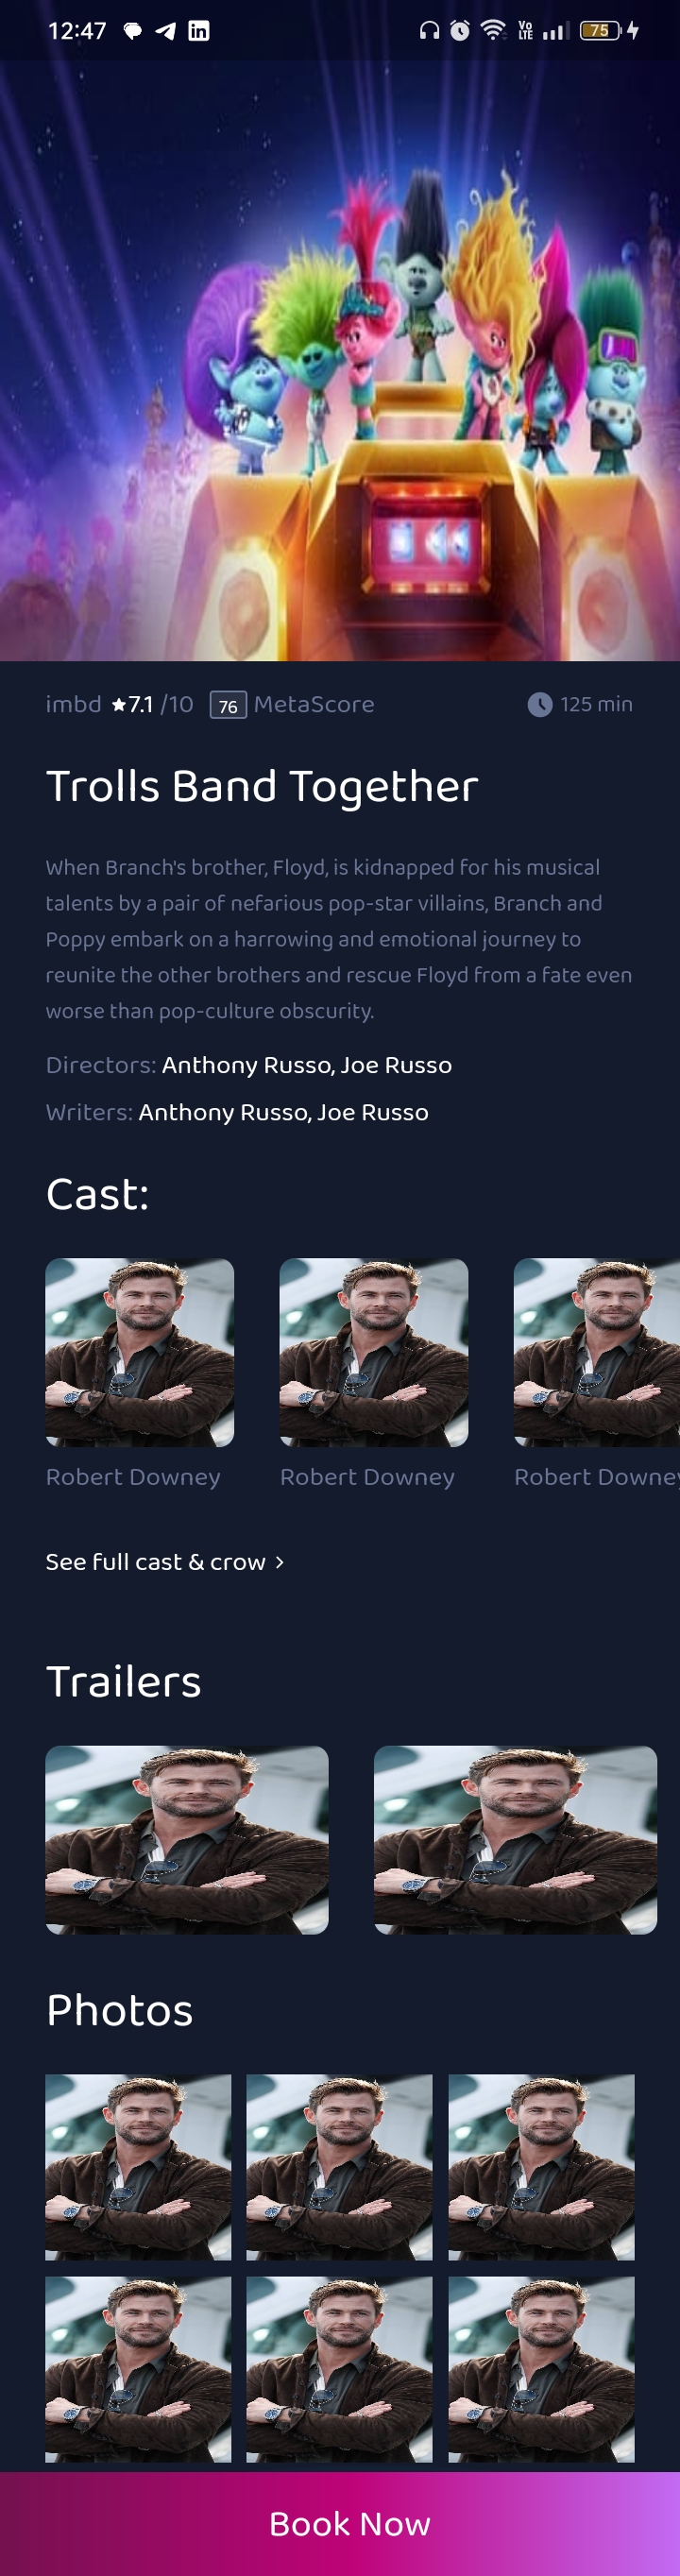 12:47
Vo
LTE
75
imbd ★7.1 /10 76 MetaScore 125 min
Trolls Band Together
When Branch's brother, Floyd, is kidnapped for his musical
talents by a pair of nefarious pop-star villains, Branch and
Poppy embark on a harrowing and emotional journey to
reunite the other brothers and rescue Floyd from a fate even
worse than pop-culture obscurity.
Directors: Anthony Russo, Joe Russo
Writers: Anthony Russo, Joe Russo
Cast:
Robert Downey Robert Downey Robert Downey
See full cast & crow >
Trailers
Photos
Book Now